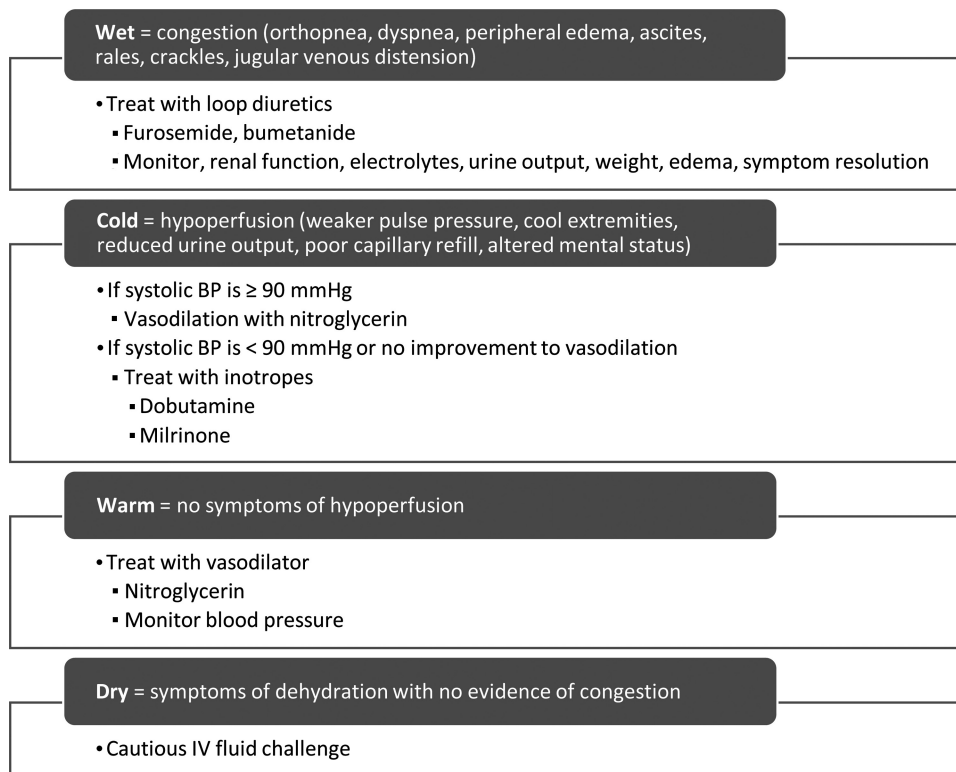 Wet = congestion (orthopnea, dyspnea, peripheral edema, ascites,
rales, crackles, jugular venous distension)
•Treat with loop diuretics
▪Furosemide, bumetanide
▪Monitor, renal function, electrolytes, urine output, weight, edema, symptom resolution
Cold = hypoperfusion (weaker pulse pressure, cool extremities,
reduced urine output, poor capillary refill, altered mental status)
•If systolic BP is ≥ 90 mmHg
▪Vasodilation with nitroglycerin
•If systolic BP is < 90 mmHg or no improvement to vasodilation
▪Treat with inotropes
▪Dobutamine
▪Milrinone
Warm = no symptoms of hypoperfusion
•Treat with vasodilator
▪Nitroglycerin
▪Monitor blood pressure
Dry = symptoms of dehydration with no evidence of congestion
•Cautious IV fluid challenge